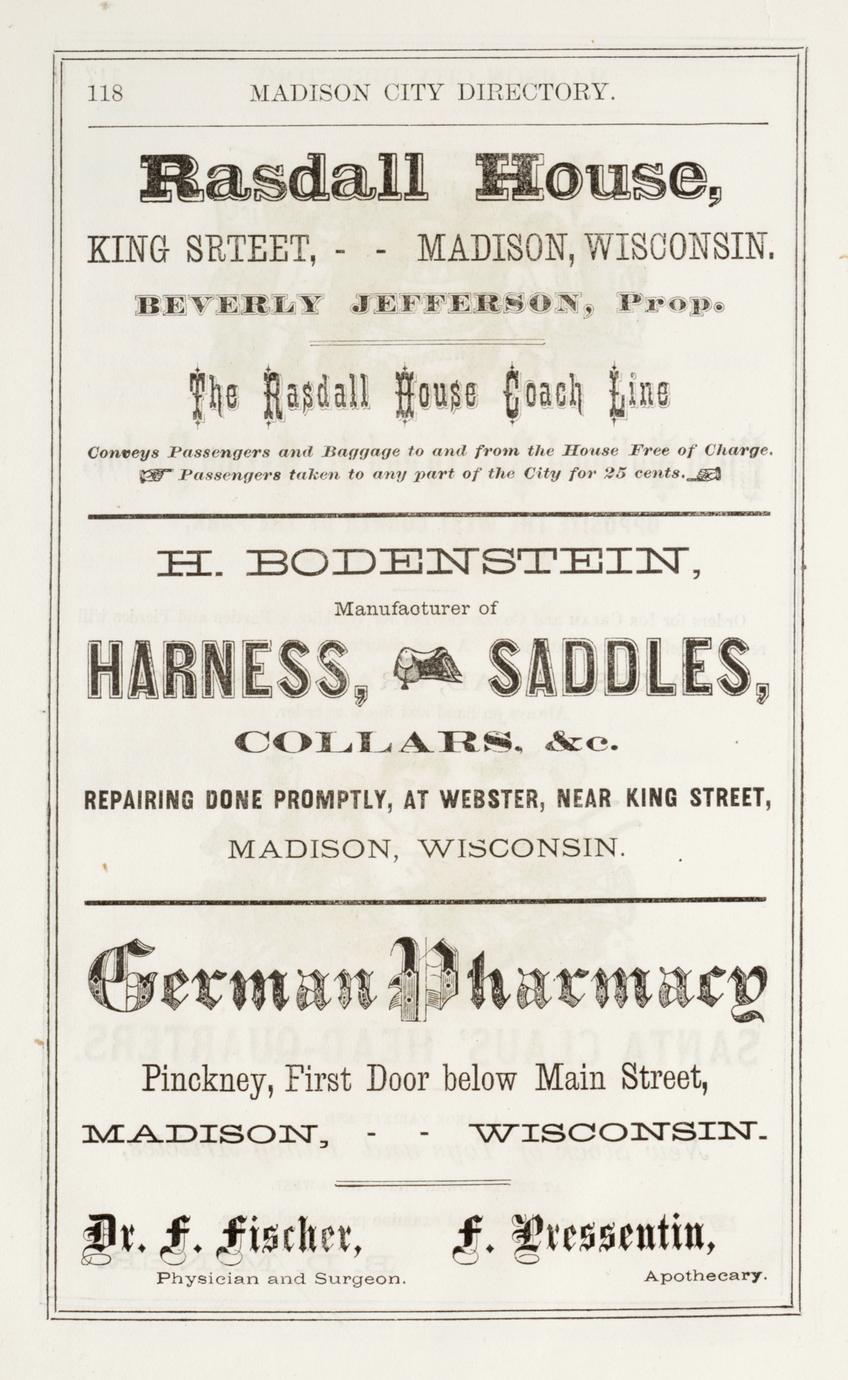 118 MADISON CITY DIRECTORY.
Rasdall House,
KING SRTEET, - - MADISON, WISCONSIN.
BEVERLY JEFFERSON, Prop.
The Rasdall House Coach Line
Conveys Passengers and Baggage to and from the House Free of Charge.
☞ Passengers taken to any part of the City for 25 cents. ☜
H. BODENSTEIN,
Manufacturer of
HARNESS, SADDLES,
COLLARS, &c.
REPAIRING DONE PROMPTLY, AT WEBSTER, NEAR KING STREET,
MADISON, WISCONSIN.
German Pharmacy
Pinckney, First Door below Main Street,
MADISON, - - WISCONSIN.
Dr. F. Fischer, F. Pressentin,
Physician and Surgeon. Apothecary.